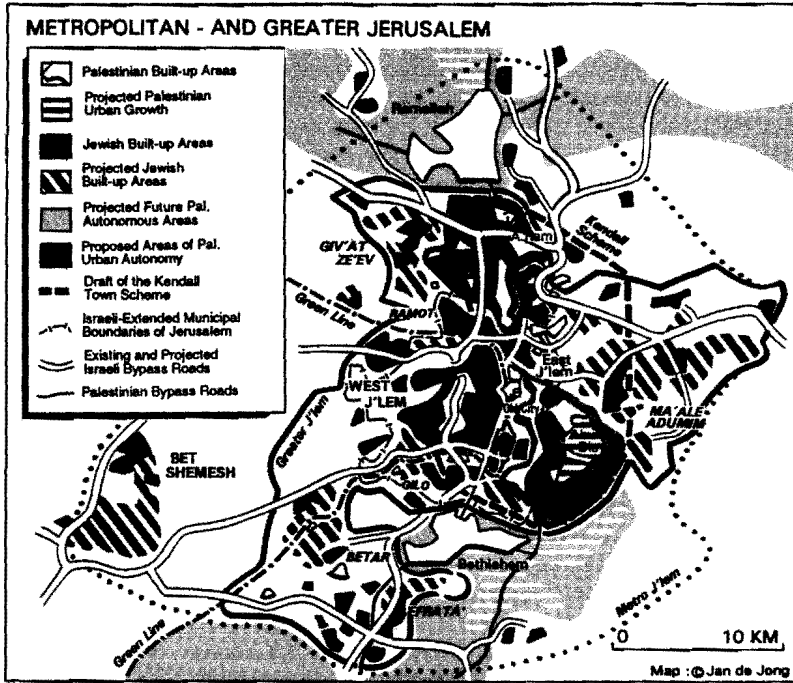 METROPOLITAN - AND GREATER JERUSALEM
Palestinian Built-up Areas
Projected Palestinian
Urban Growth
Jewish Built-up Areas
Projected Jewish
Built-up Areas
Projected Future Pal.
Autonomous Areas
Proposed Areas of Pal.
Urban Autonomy
Draft of the Kendall
Town Scheme
Israeli-Extended Municipal
Boundaries of Jerusalem
Existing and Projected
Israeli Bypass Roads
Palestinian Bypass Roads
Ramallah
Kendall
Scheme
GIV'AT
ZE'EV
Green Line
RAMOT
East
J'lem
WEST
J'LEM
Greater J'lem
MA'ALE
ADUMIM
BET
SHEMESH
GILO
BETAR
Bethlehem
EFRATA'
Metro J'lem
Green Line
0 10 KM
Map : © Jan de Jong